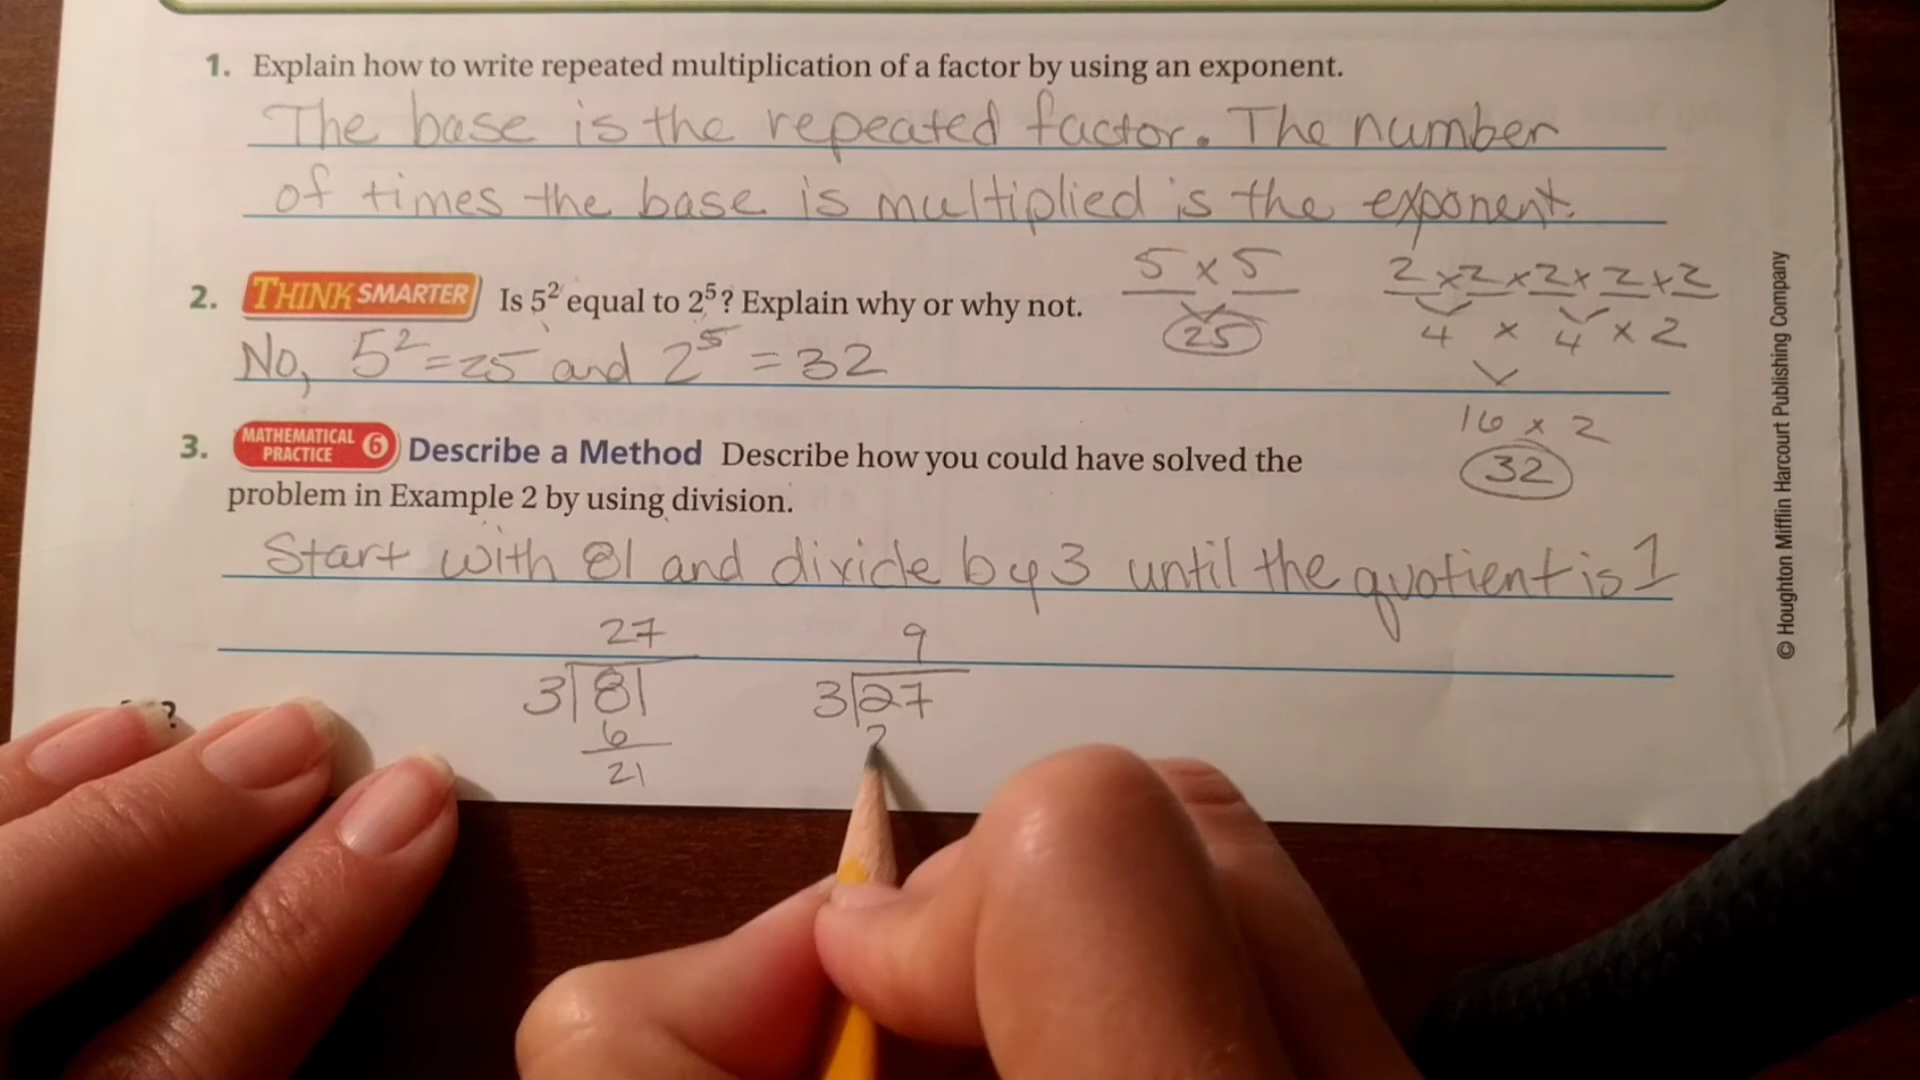 1. Explain how to write repeated multiplication of a factor by using an exponent.
The base is the repeated factor. The number
of times the base is multiplied is the exponent.
2. THINK SMARTER Is 5² equal to 2⁵? Explain why or why not.
5 x 5
25
2 x 2 x 2 x 2 x 2
4 x 4 x 2
16 x 2
32
No, 5² = 25 and 2⁵ = 32
3. MATHEMATICAL PRACTICE 6 Describe a Method Describe how you could have solved the
problem in Example 2 by using division.
Start with 81 and divide by 3 until the quotient is 1
27
3 81
6
21
9
3 27
2
?
© Houghton Mifflin Harcourt Publishing Company